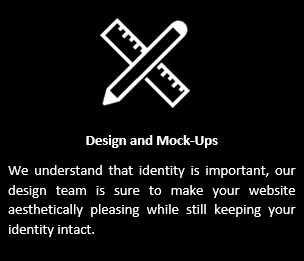 Design and Mock-Ups
We understand that identity is important, our
design team is sure to make your website
aesthetically pleasing while still keeping your
identity intact.